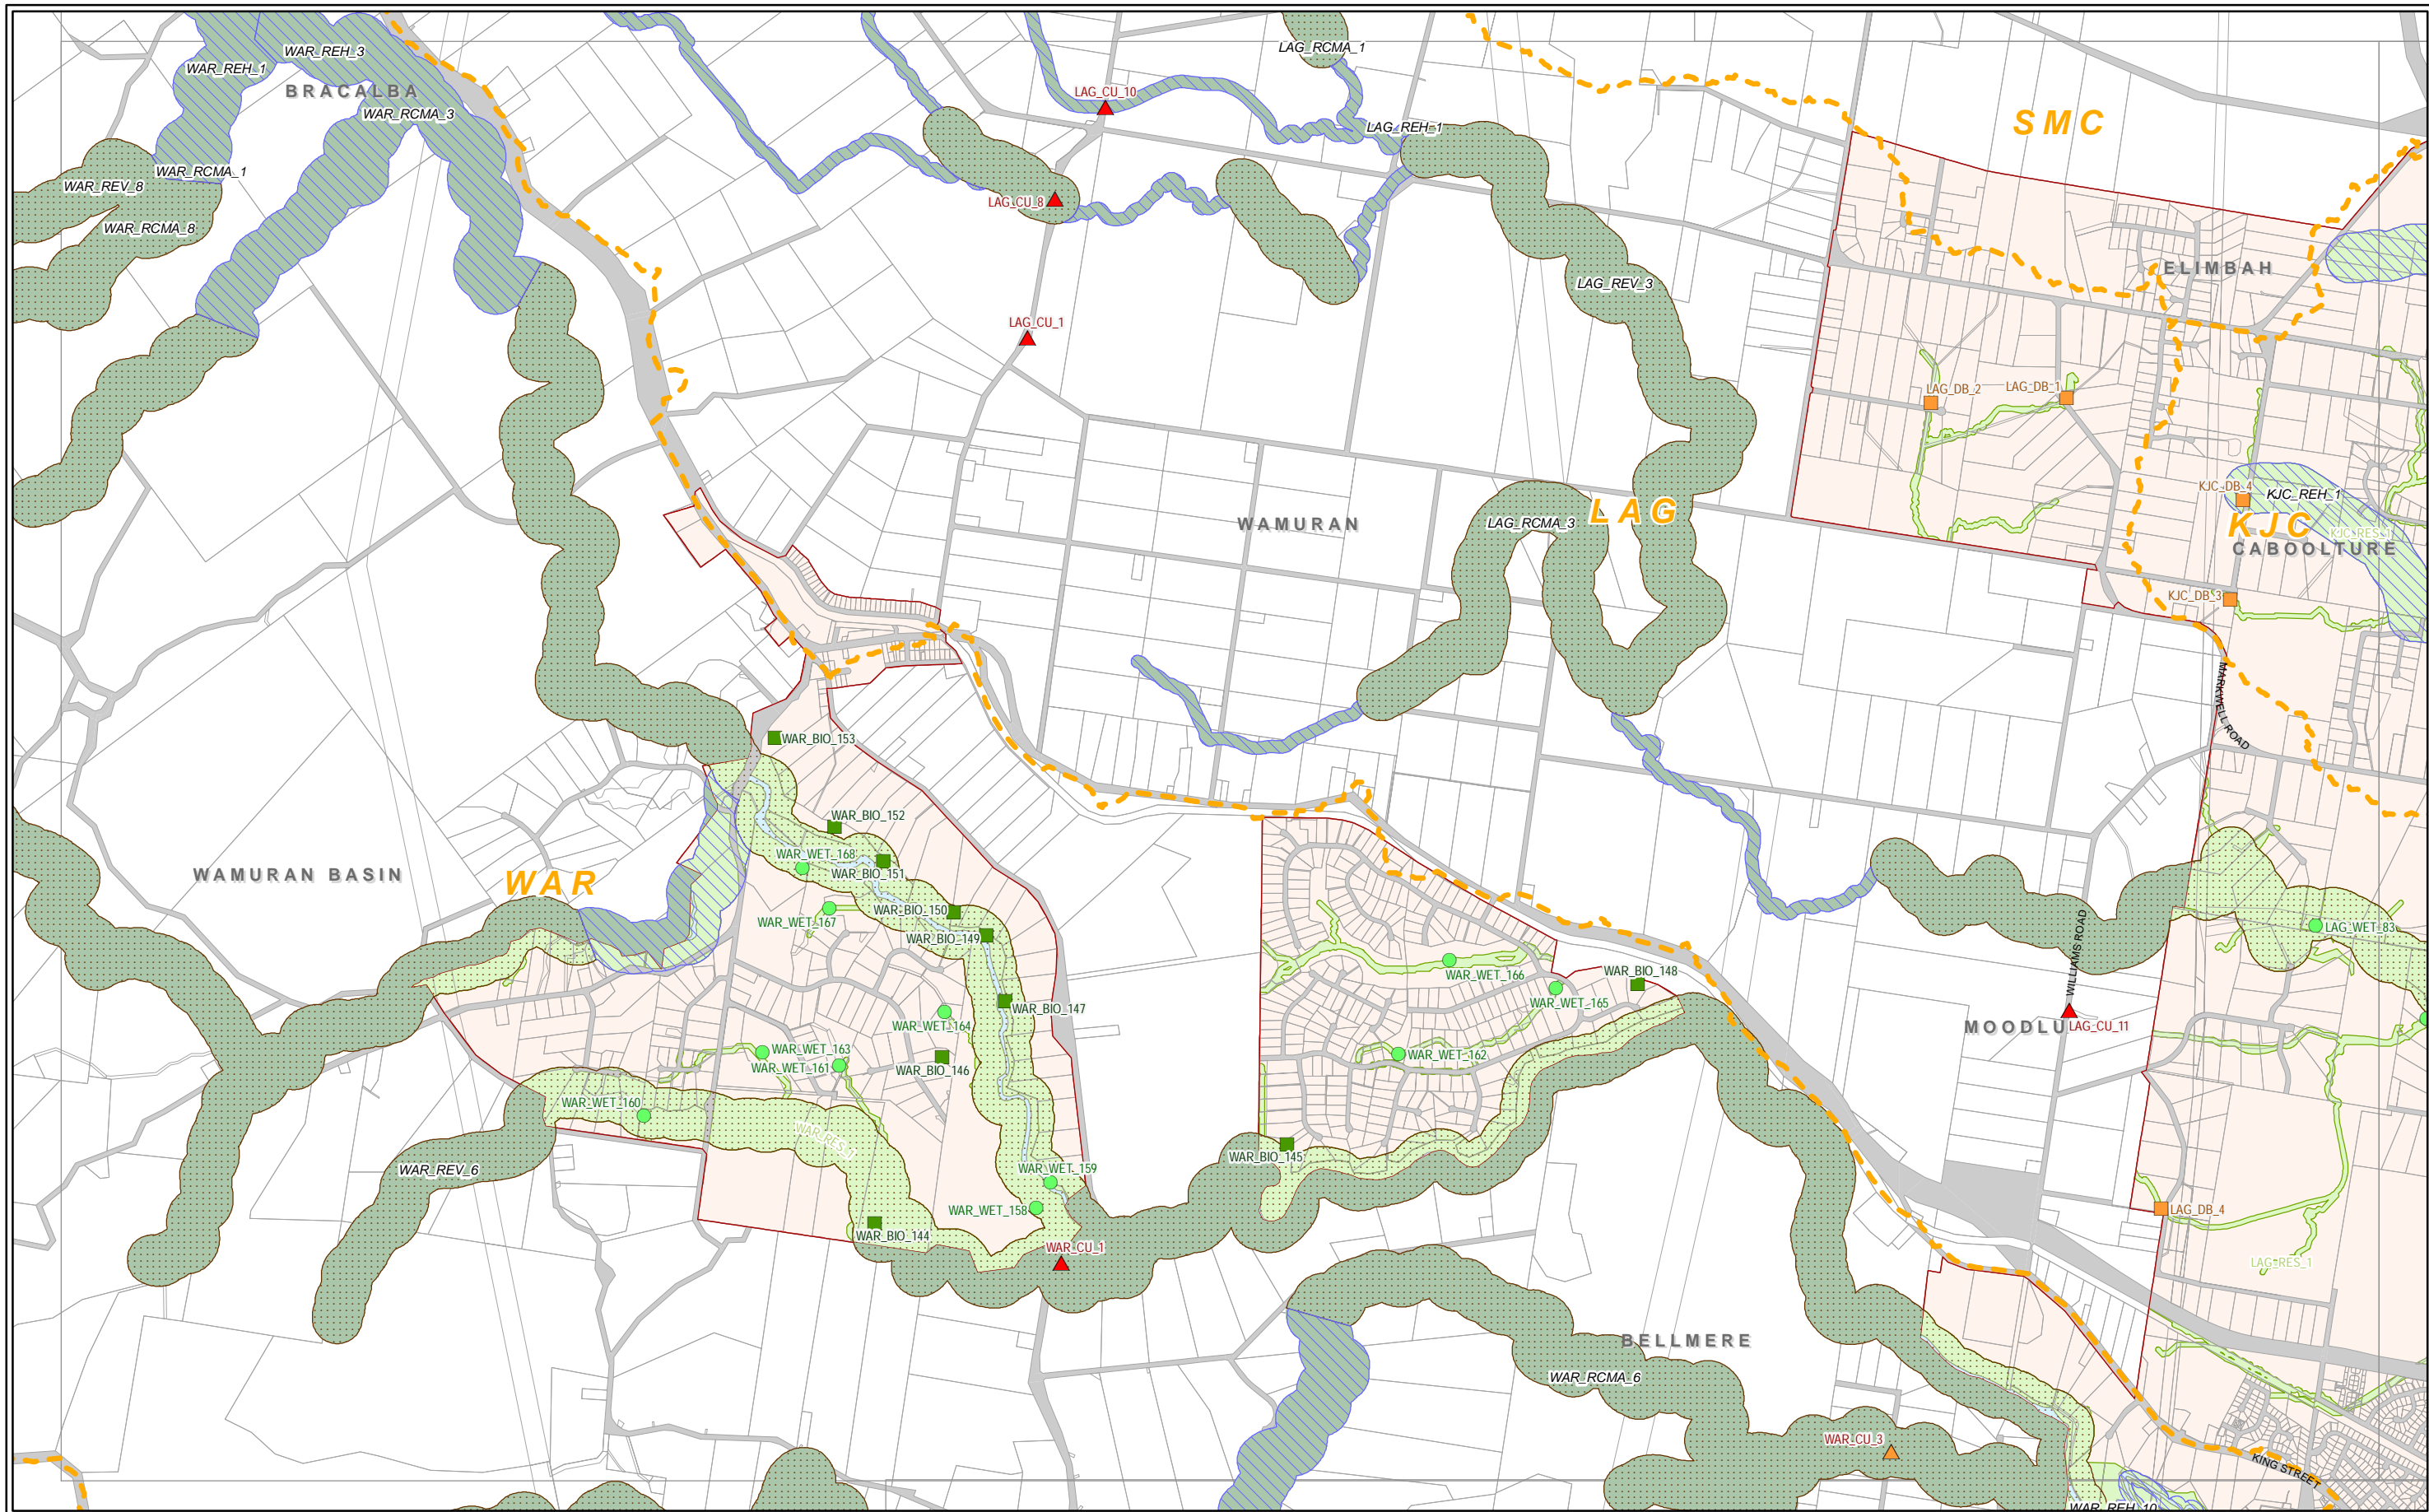 WAR_REH_3
LAG_RCMA_1
WAR_REH_1
BRACALBA
LAG_CU_10
WAR_RCMA_3
SMC
LAG_REH_1
WAR_RCMA_1
WAR_REV_8
LAG_CU_8
WAR_RCMA_8
ELIMBAH
LAG_REV_3
LAG_CU_1
LAG_DB_2
LAG_DB_1
KJC_DB_4
KJC_REH_1
LAG
WAMURAN
LAG_RCMA_3
KJC
KJC_RES_1
CABOOLTURE
KJC_DB_3
MARKWELL ROAD
WAR_BIO_153
WAR_BIO_152
WAR_WET_168
WAMURAN BASIN
WAR
WAR_BIO_151
WAR_BIO_150
WAR_WET_167
LAG_WET_83
WAR_BIO_149
WILLIAMS ROAD
WAR_WET_166
WAR_BIO_148
WAR_BIO_147
WAR_WET_165
WAR_WET_164
MOODLU
LAG_CU_11
WAR_WET_163
WAR_WET_162
WAR_WET_161
WAR_BIO_146
WAR_WET_160
WAR_RES_1
WAR_BIO_145
WAR_REV_6
WAR_WET_159
WAR_WET_158
LAG_DB_4
WAR_BIO_144
WAR_CU_1
LAG_RES_1
BELLMERE
WAR_RCMA_6
WAR_CU_3
KING STREET
WAR_REH_10